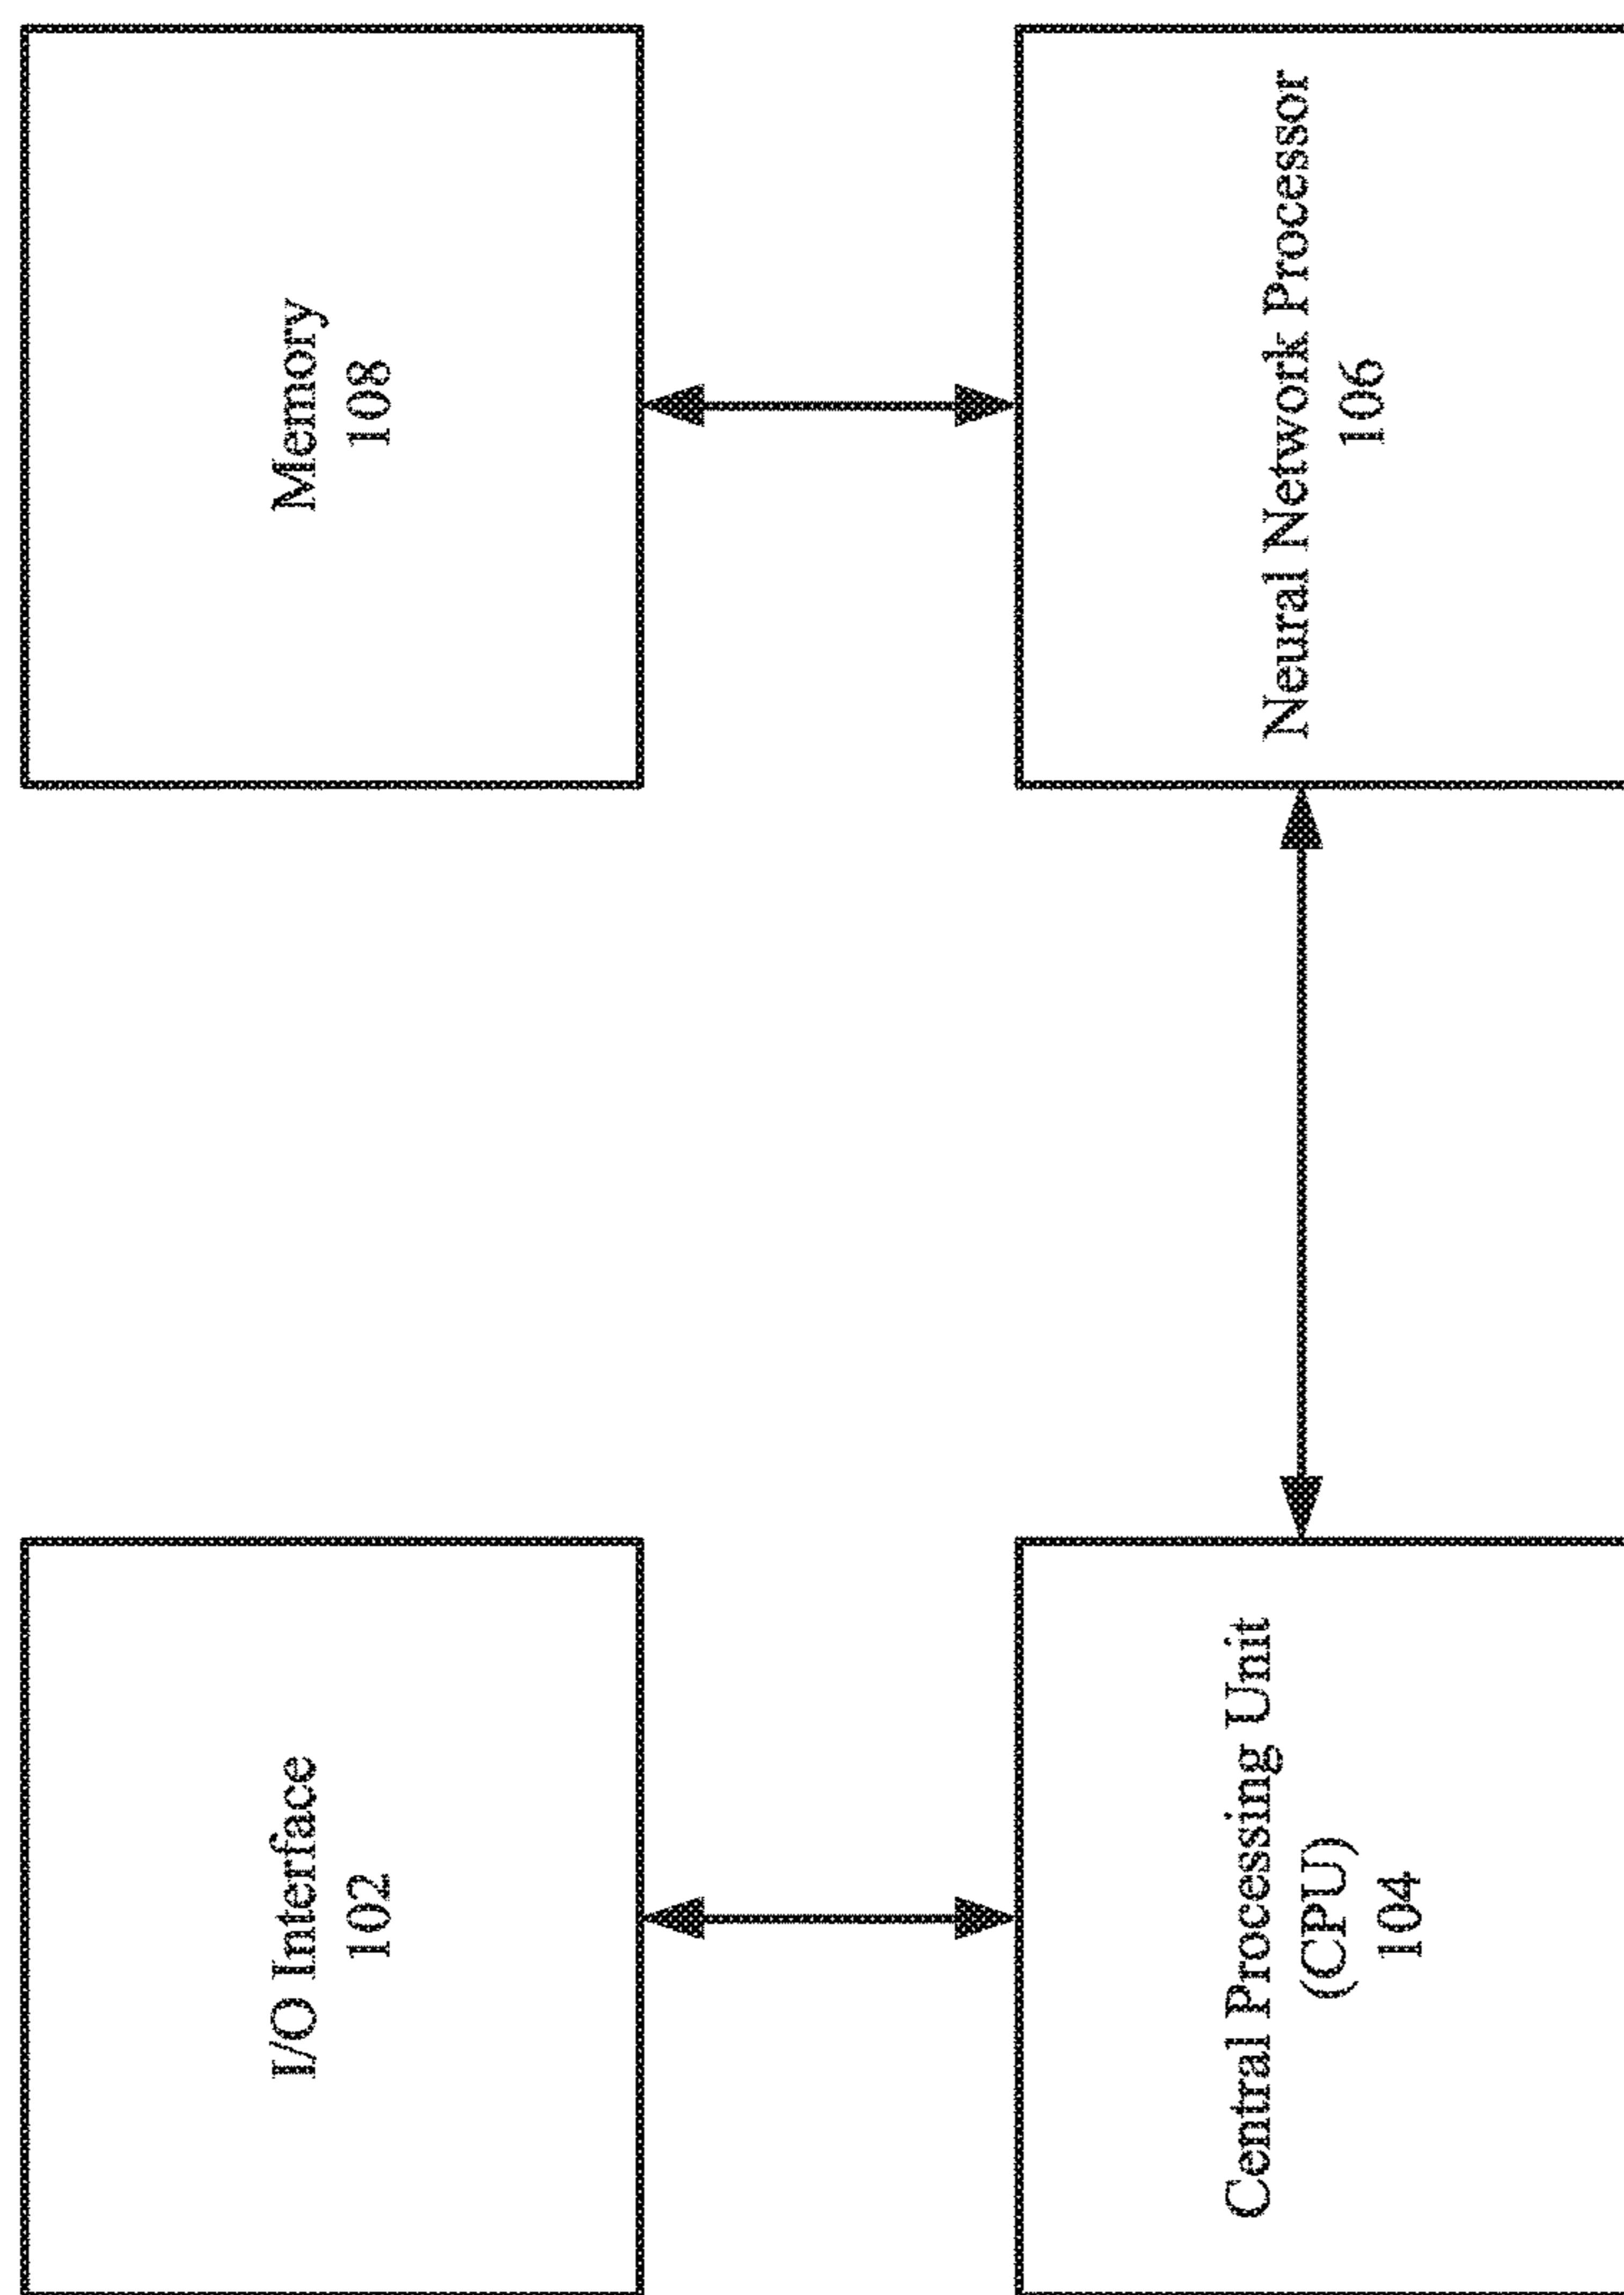 I/O Interface
102
Memory
108
Central Processing Unit
(CPU)
104
Neural Network Processor
106